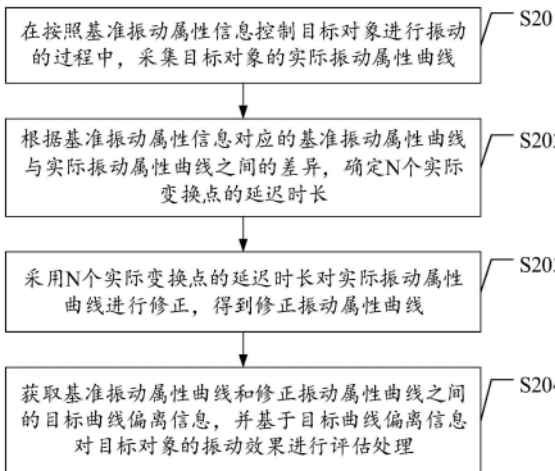 在按照基准振动属性信息控制目标对象进行振动
的过程中，采集目标对象的实际振动属性曲线
S201
根据基准振动属性信息对应的基准振动属性曲线
与实际振动属性曲线之间的差异，确定N个实际
变换点的延迟时长
S202
采用N个实际变换点的延迟时长对实际振动属性
曲线进行修正，得到修正振动属性曲线
S203
获取基准振动属性曲线和修正振动属性曲线之间
的目标曲线偏离信息，并基于目标曲线偏离信息
对目标对象的振动效果进行评估处理
S204